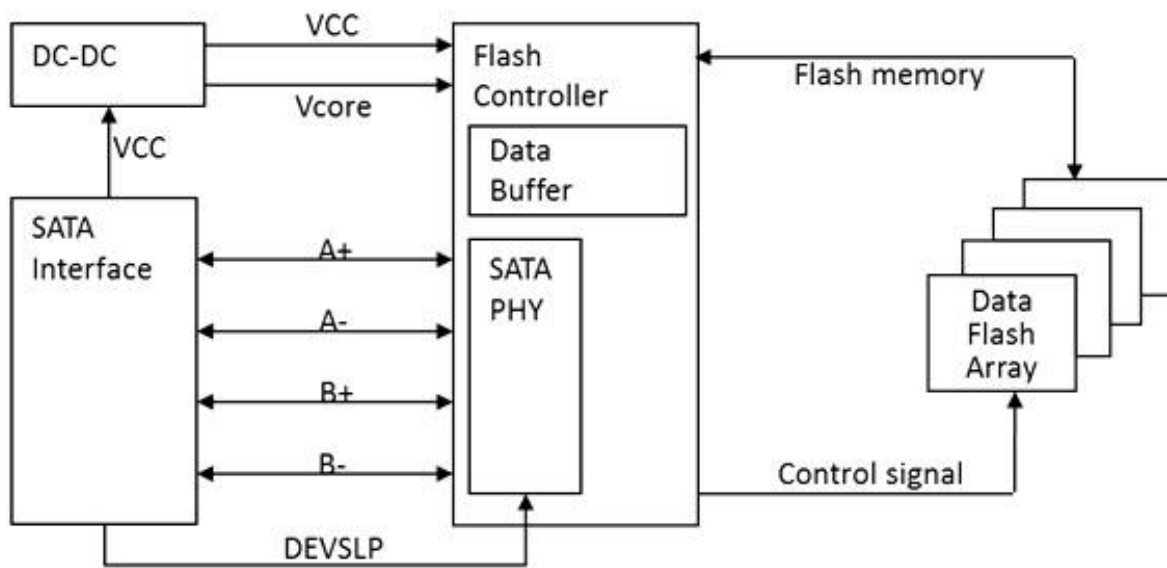 DC-DC
VCC
Vcore
VCC
Flash
Controller
Data
Buffer
Flash memory
SATA
Interface
A+
A-
B+
B-
SATA
PHY
Data
Flash
Array
Control signal
DEVSLP